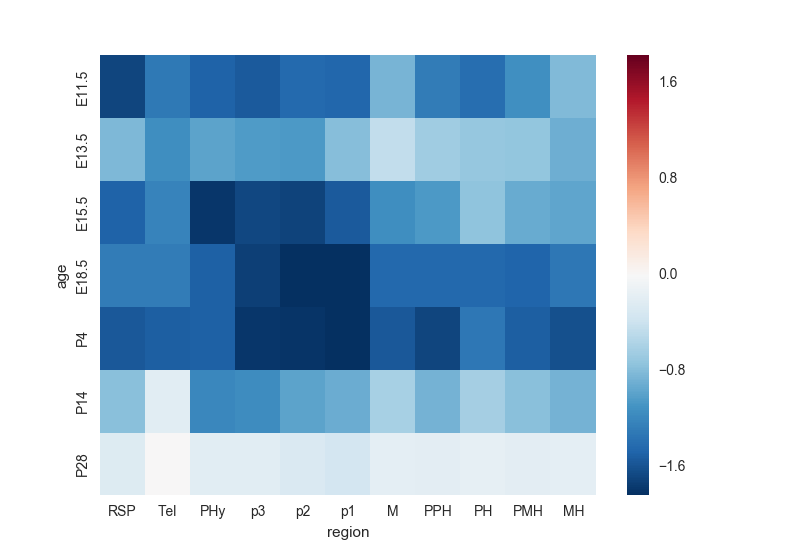 E11.5
E13.5
E15.5
E18.5
P4
P14
P28
age
RSP Tel PHy p3 p2 p1 M PPH PH PMH MH
region
1.6
0.8
0.0
−0.8
−1.6